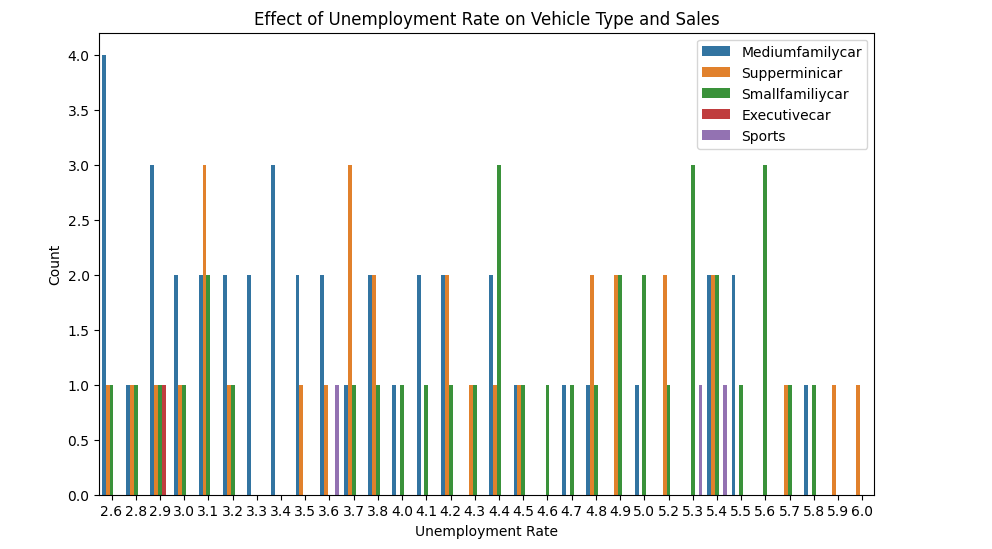 Effect of Unemployment Rate on Vehicle Type and Sales
Mediumfamilycar
Supperminicar
Smallfamiliycar
Executivecar
Sports
4.0
3.5
3.0
2.5
2.0
1.5
1.0
0.5
0.0
Count
2.6 2.8 2.9 3.0 3.1 3.2 3.3 3.4 3.5 3.6 3.7 3.8 4.0 4.1 4.2 4.3 4.4 4.5 4.6 4.7 4.8 4.9 5.0 5.2 5.3 5.4 5.5 5.6 5.7 5.8 5.9 6.0
Unemployment Rate